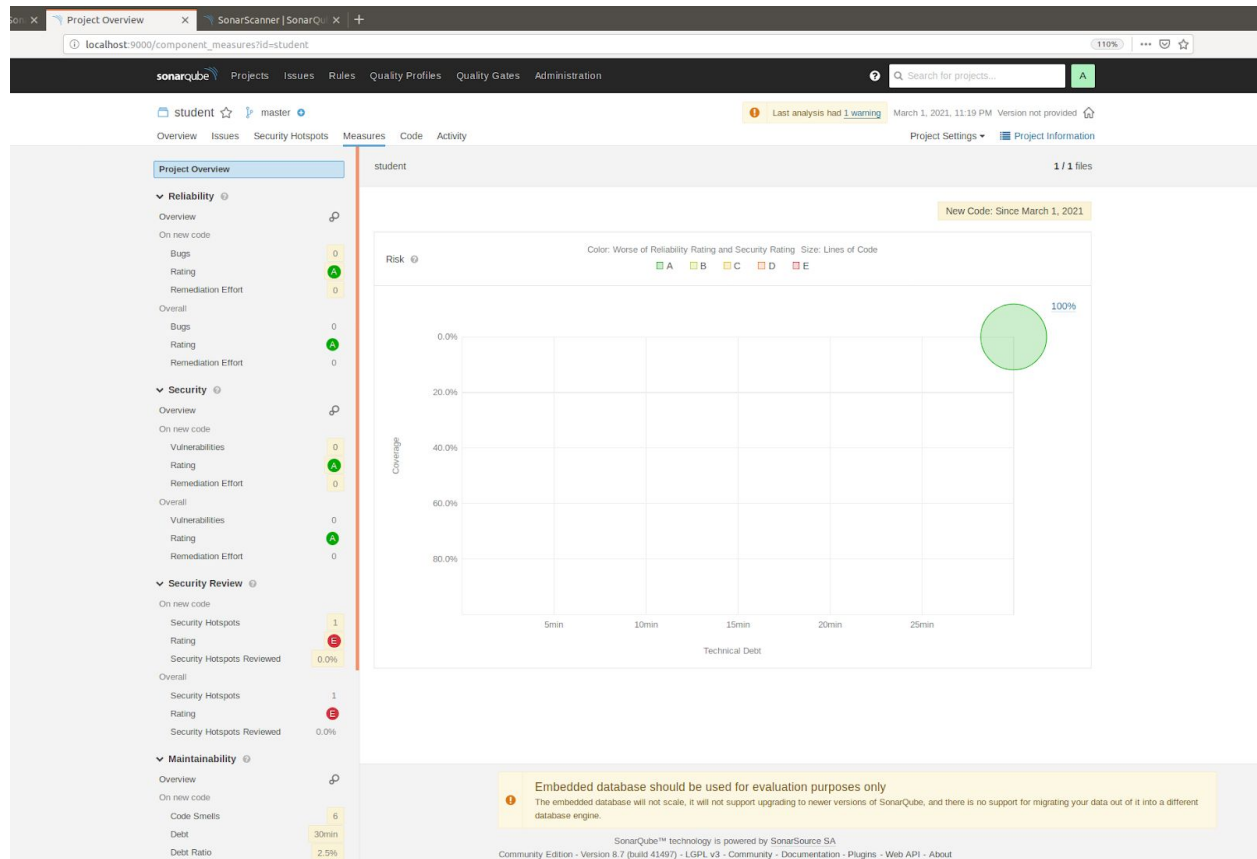 Project Overview
SonarScanner | SonarQu
localhost:9000/component_measures?id=student
110%
sonarqube Projects Issues Rules Quality Profiles Quality Gates Administration
Search for projects...
A
student master
Last analysis had 1 warning March 1, 2021, 11:19 PM Version not provided
Overview Issues Security Hotspots Measures Code Activity
Project Settings Project Information
Project Overview
Reliability
Overview
On new code
Bugs 0
Rating A
Remediation Effort 0
Overall
Bugs 0
Rating A
Remediation Effort 0
Security
Overview
On new code
Vulnerabilities 0
Rating A
Remediation Effort 0
Overall
Vulnerabilities 0
Rating A
Remediation Effort 0
Security Review
On new code
Security Hotspots 1
Rating E
Security Hotspots Reviewed 0.0%
Overall
Security Hotspots 1
Rating E
Security Hotspots Reviewed 0.0%
Maintainability
Overview
On new code
Code Smells 6
Debt 30min
Debt Ratio 2.5%
student
1 / 1 files
New Code: Since March 1, 2021
Risk
Color: Worse of Reliability Rating and Security Rating Size: Lines of Code
A B C D E
100%
0.0%
20.0%
40.0%
60.0%
80.0%
Coverage
5min 10min 15min 20min 25min
Technical Debt
Embedded database should be used for evaluation purposes only
The embedded database will not scale, it will not support upgrading to newer versions of SonarQube, and there is no support for migrating your data out of it into a different
database engine.
SonarQube™ technology is powered by SonarSource SA
Community Edition - Version 8.7 (build 41497) - LGPL v3 - Community - Documentation - Plugins - Web API - About